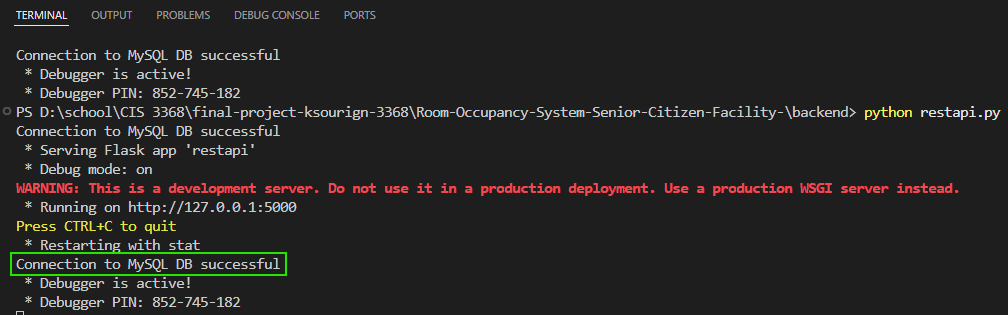 TERMINAL OUTPUT PROBLEMS DEBUG CONSOLE PORTS
Connection to MySQL DB successful
* Debugger is active!
* Debugger PIN: 852-745-182
PS D:\school\CIS 3368\final-project-ksourign-3368\Room-Occupancy-System-Senior-Citizen-Facility-\backend> python restapi.py
Connection to MySQL DB successful
* Serving Flask app 'restapi'
* Debug mode: on
WARNING: This is a development server. Do not use it in a production deployment. Use a production WSGI server instead.
* Running on http://127.0.0.1:5000
Press CTRL+C to quit
* Restarting with stat
Connection to MySQL DB successful
* Debugger is active!
* Debugger PIN: 852-745-182